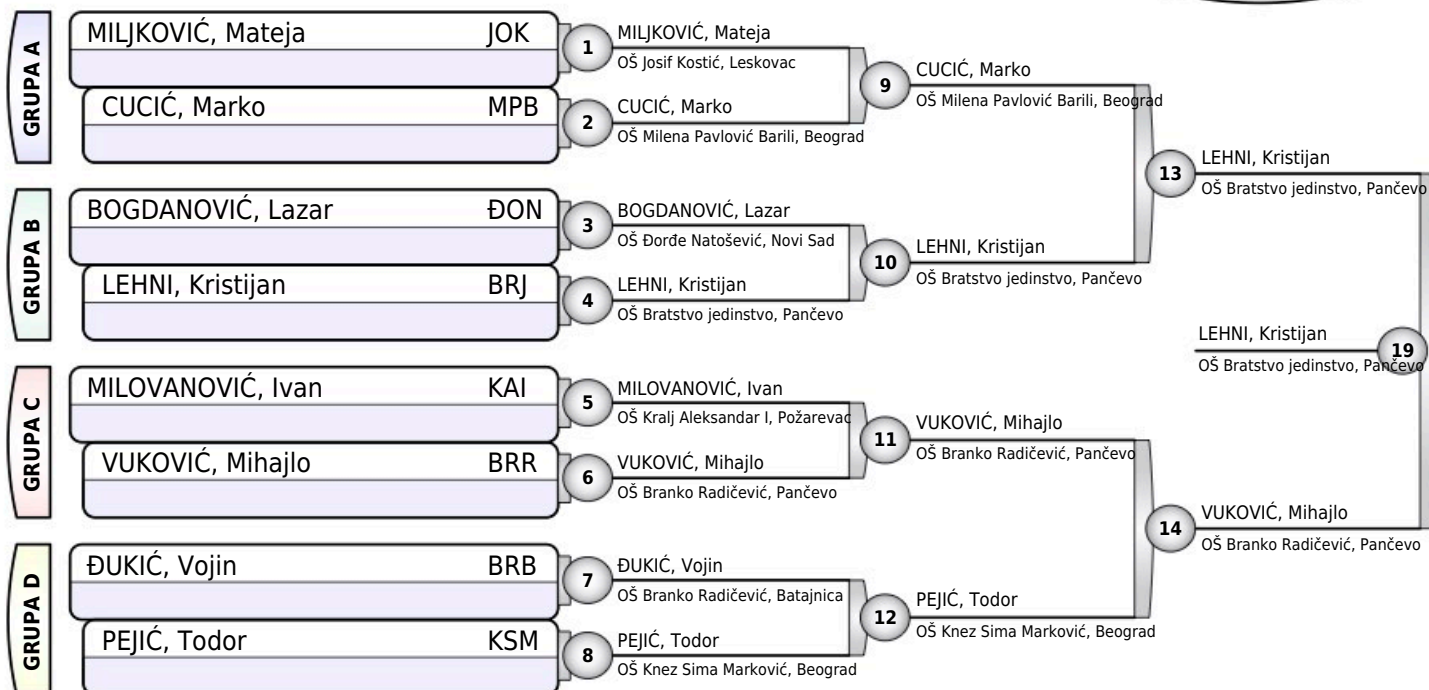 GRUPA A
MILJKOVIĆ, Mateja JOK
CUCIĆ, Marko MPB
GRUPA B
BOGDANOVIĆ, Lazar ĐON
LEHNI, Kristijan BRJ
GRUPA C
MILOVANOVIĆ, Ivan KAI
VUKOVIĆ, Mihajlo BRR
GRUPA D
ĐUKIĆ, Vojin BRB
PEJIĆ, Todor KSM
1
MILJKOVIĆ, Mateja
OŠ Josif Kostić, Leskovac
2
CUCIĆ, Marko
OŠ Milena Pavlović Barili, Beograd
3
BOGDANOVIĆ, Lazar
OŠ Đorđe Natošević, Novi Sad
4
LEHNI, Kristijan
OŠ Bratstvo jedinstvo, Pančevo
5
MILOVANOVIĆ, Ivan
OŠ Kralj Aleksandar I, Požarevac
6
VUKOVIĆ, Mihajlo
OŠ Branko Radičević, Pančevo
7
ĐUKIĆ, Vojin
OŠ Branko Radičević, Batajnica
8
PEJIĆ, Todor
OŠ Knez Sima Marković, Beograd
9
CUCIĆ, Marko
OŠ Milena Pavlović Barili, Beograd
10
LEHNI, Kristijan
OŠ Bratstvo jedinstvo, Pančevo
11
VUKOVIĆ, Mihajlo
OŠ Branko Radičević, Pančevo
12
PEJIĆ, Todor
OŠ Knez Sima Marković, Beograd
13
LEHNI, Kristijan
OŠ Bratstvo jedinstvo, Pančevo
14
VUKOVIĆ, Mihajlo
OŠ Branko Radičević, Pančevo
LEHNI, Kristijan
OŠ Bratstvo jedinstvo, Pančevo
19